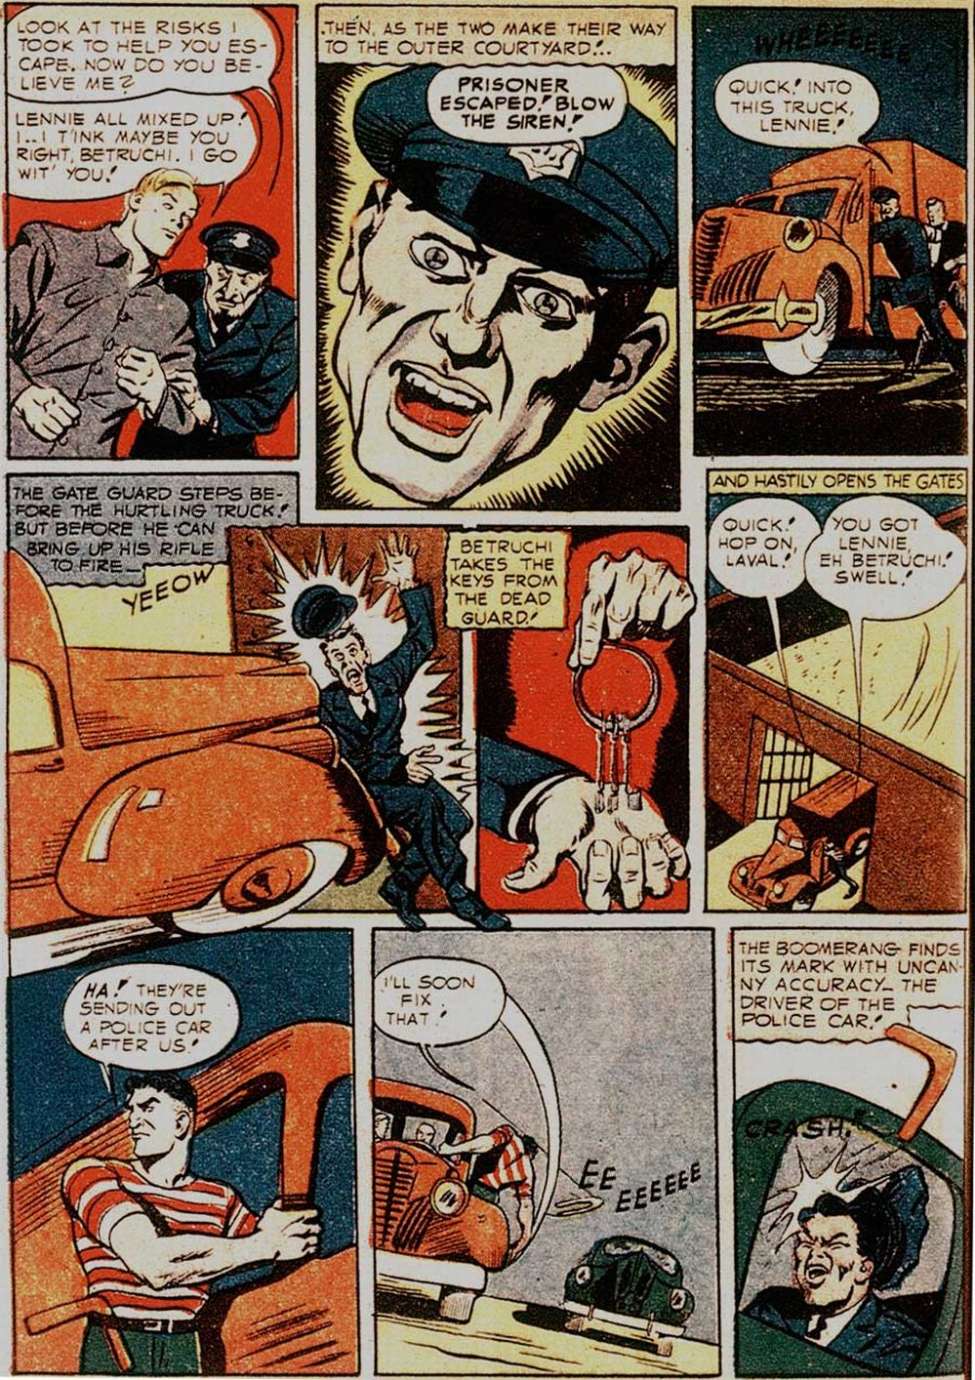 LOOK AT THE RISKS I
TOOK TO HELP YOU ES-
CAPE. NOW DO YOU BE-
LIEVE ME?
LENNIE ALL MIXED UP!
I... I T'INK MAYBE YOU
RIGHT, BETRUCHI. I GO
WIT' YOU!
THEN, AS THE TWO MAKE THEIR WAY
TO THE OUTER COURTYARD!..
PRISONER
ESCAPED! BLOW
THE SIREN!
WHEEEEEEE
QUICK! INTO
THIS TRUCK,
LENNIE!
THE GATE GUARD STEPS BE-
FORE THE HURTLING TRUCK!
BUT BEFORE HE CAN
BRING UP HIS RIFLE
TO FIRE—
YEEOW
BETRUCHI
TAKES THE
KEYS FROM
THE DEAD
GUARD!
AND HASTILY OPENS THE GATES
QUICK!
HOP ON,
LAVAL!
YOU GOT
LENNIE,
EH BETRUCHI!
SWELL!
HA! THEY'RE
SENDING OUT
A POLICE CAR
AFTER US!
I'LL SOON
FIX
THAT!
EE
EEEEEE
THE BOOMERANG FINDS
ITS MARK WITH UNCAN-
NY ACCURACY— THE
DRIVER OF THE
POLICE CAR!
CRASH!